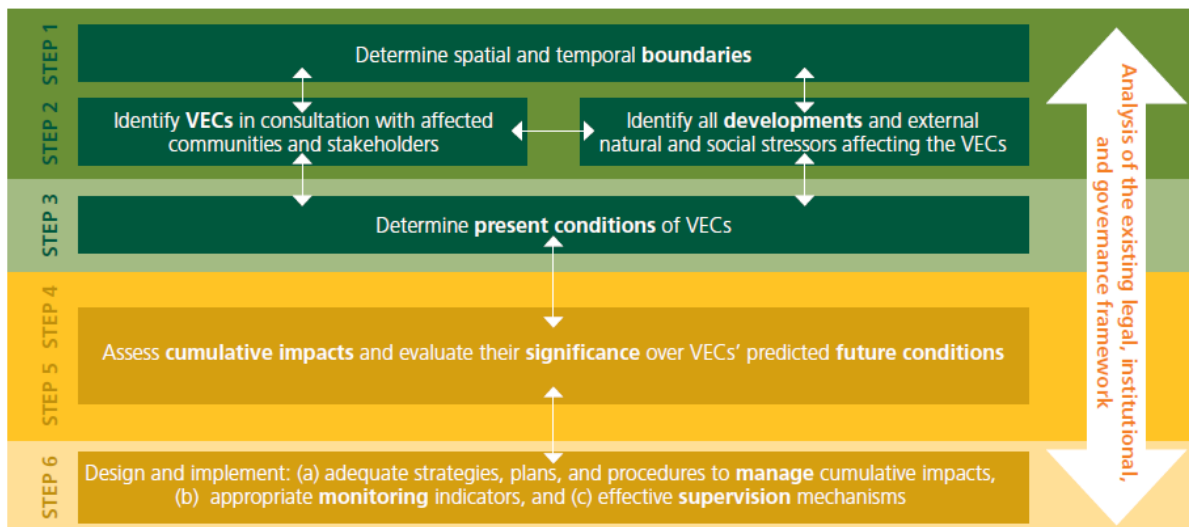 STEP 1
Determine spatial and temporal boundaries
STEP 2
Identify VECs in consultation with affected
communities and stakeholders
Identify all developments and external
natural and social stressors affecting the VECs
STEP 3
Determine present conditions of VECs
STEP 4
STEP 5
Assess cumulative impacts and evaluate their significance over VECs’ predicted future conditions
STEP 6
Design and implement: (a) adequate strategies, plans, and procedures to manage cumulative impacts,
(b) appropriate monitoring indicators, and (c) effective supervision mechanisms
Analysis of the existing legal, institutional,
and governance framework